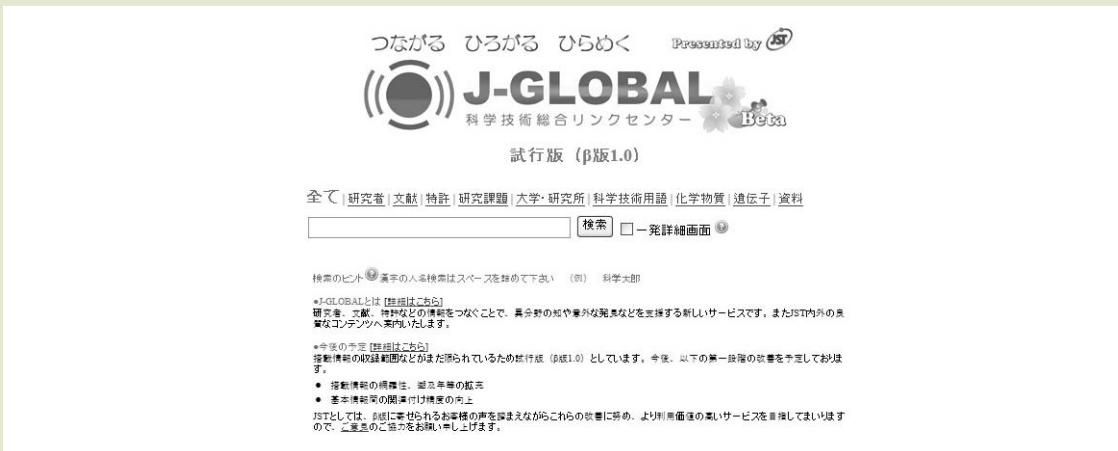 つながる ひろがる ひらめく Presented by JST
J-GLOBAL
科学技術総合リンクセンター Beta
試行版（β版1.0）
全て|研究者|文献|特許|研究課題|大学・研究所|科学技術用語|化学物質|遺伝子|資料
検索 一発詳細画面 ?
検索のヒント ? 漢字の人名検索はスペースを詰めて下さい （例） 科学太郎
●J-GLOBALとは [詳細はこちら]
研究者、文献、特許などの情報をつなぐことで、異分野の知や意外な発見などを支援する新しいサービスです。またJST内外の良
質なコンテンツへ案内いたします。
●今後の予定 [詳細はこちら]
搭載情報の収録範囲などがまだ限られているため試行版（β版1.0）としています。今後、以下の第一段階の改善を予定しておりま
す。
● 搭載情報の網羅性、遡及年等の拡充
● 基本情報間の関連付け精度の向上
JSTとしては、β版に寄せられるお客様の声を踏まえながらこれらの改善に努め、より利用価値の高いサービスを目指してまいります
ので、ご意見のご協力をお願い申し上げます。